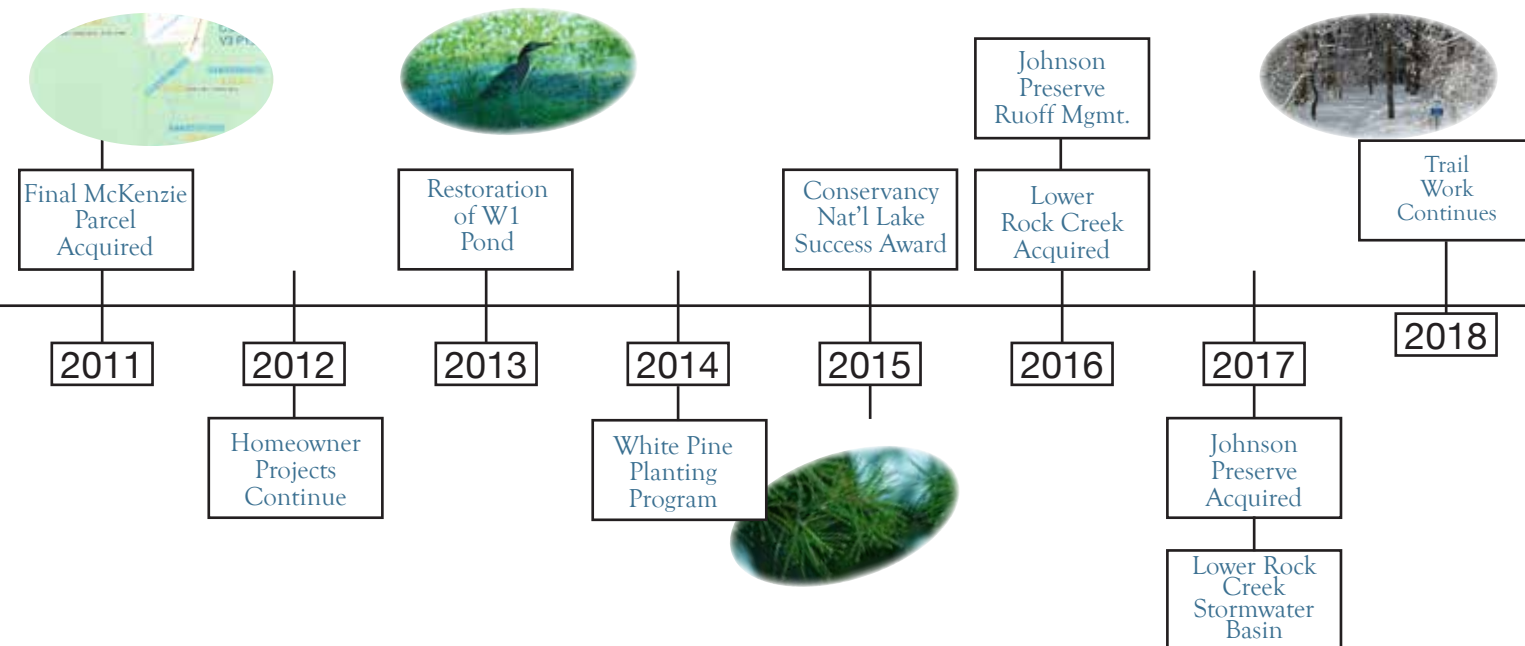 Final McKenzie
Parcel
Acquired
2011
2012
Homeowner
Projects
Continue
Restoration
of W1
Pond
2013
2014
White Pine
Planting
Program
Conservancy
Nat'l Lake
Success Award
2015
Johnson
Preserve
Ruoff Mgmt.
Lower
Rock Creek
Acquired
2016
2017
Johnson
Preserve
Acquired
Lower Rock
Creek
Stormwater
Basin
Trail
Work
Continues
2018